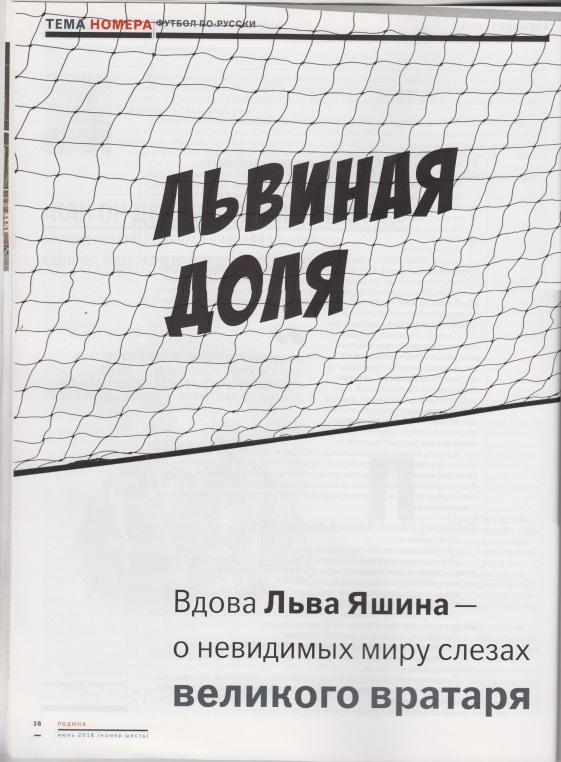 ТЕМА НОМЕРА ФУТБОЛ ПО-РУССКИ
ЛЬВИНАЯ
ДОЛЯ
Вдова Льва Яшина —
о невидимых миру слезах
великого вратаря
16
РОДИНА
июнь 2018 (номер шесть)